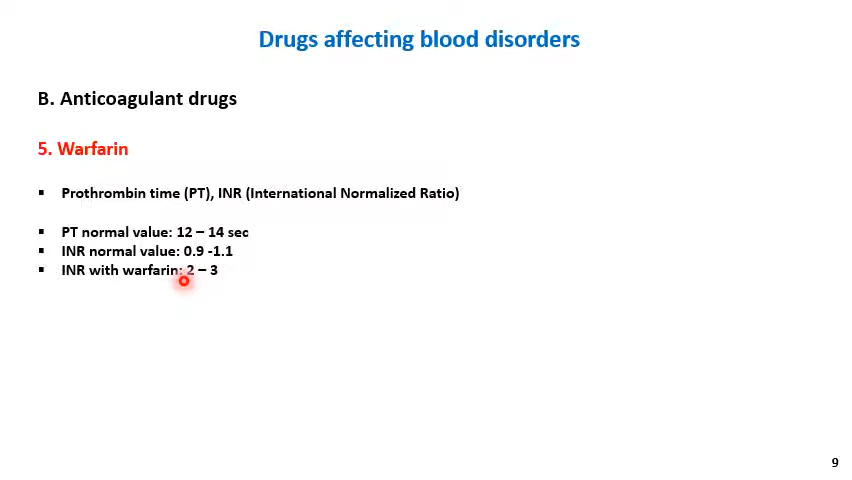 Drugs affecting blood disorders
B. Anticoagulant drugs
5. Warfarin
▪ Prothrombin time (PT), INR (International Normalized Ratio)
▪ PT normal value: 12 – 14 sec
▪ INR normal value: 0.9 -1.1
▪ INR with warfarin: 2 – 3
9